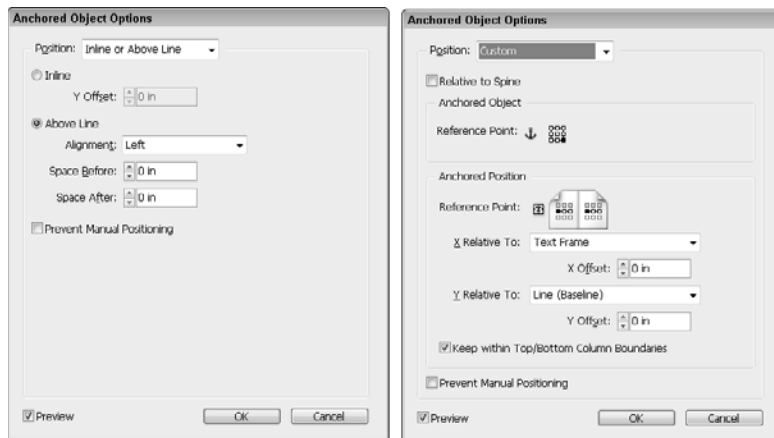 Anchored Object Options
Position: Inline or Above Line
Inline
Y Offset: 0 in
Above Line
Alignment: Left
Space Before: 0 in
Space After: 0 in
Prevent Manual Positioning
Preview
OK
Cancel
Anchored Object Options
Position: Custom
Relative to Spine
Anchored Object
Reference Point:
Anchored Position
Reference Point:
X Relative To: Text Frame
X Offset: 0 in
Y Relative To: Line (Baseline)
Y Offset: 0 in
Keep within Top/Bottom Column Boundaries
Prevent Manual Positioning
Preview
OK
Cancel